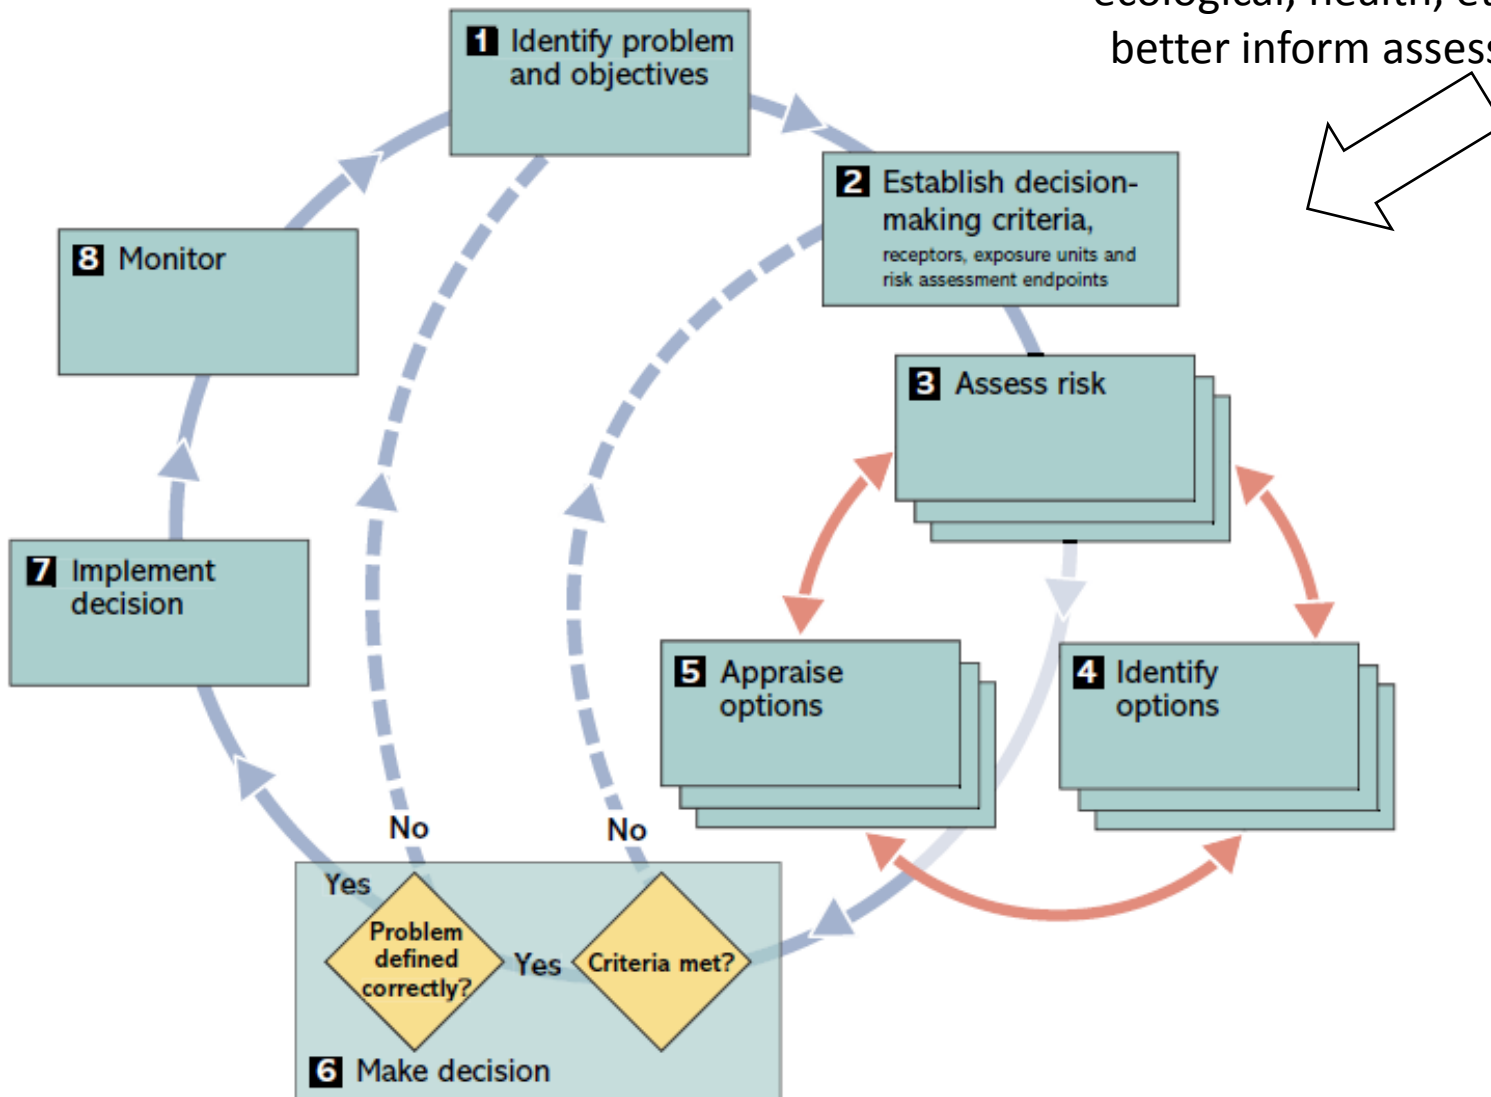 ecological, health,
better inform
1 Identify problem
and objectives
2 Establish decision-
making criteria,
receptors, exposure units and
risk assessment endpoints
8 Monitor
3 Assess risk
7 Implement
decision
5 Appraise
options
4 Identify
options
No
No
Yes
Problem
defined
correctly?
Yes
Criteria met?
6 Make decision